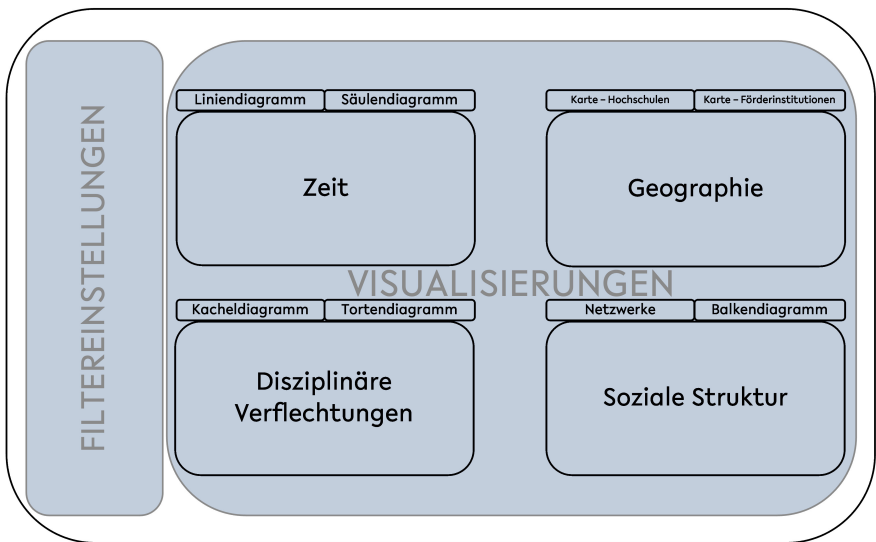 FILTEREINSTELLUNGEN
Liniendiagramm
Säulendiagramm
Zeit
Karte – Hochschulen
Karte – Förderinstitutionen
Geographie
VISUALISIERUNGEN
Kacheldiagramm
Tortendiagramm
Disziplinäre
Verflechtungen
Netzwerke
Balkendiagramm
Soziale Struktur